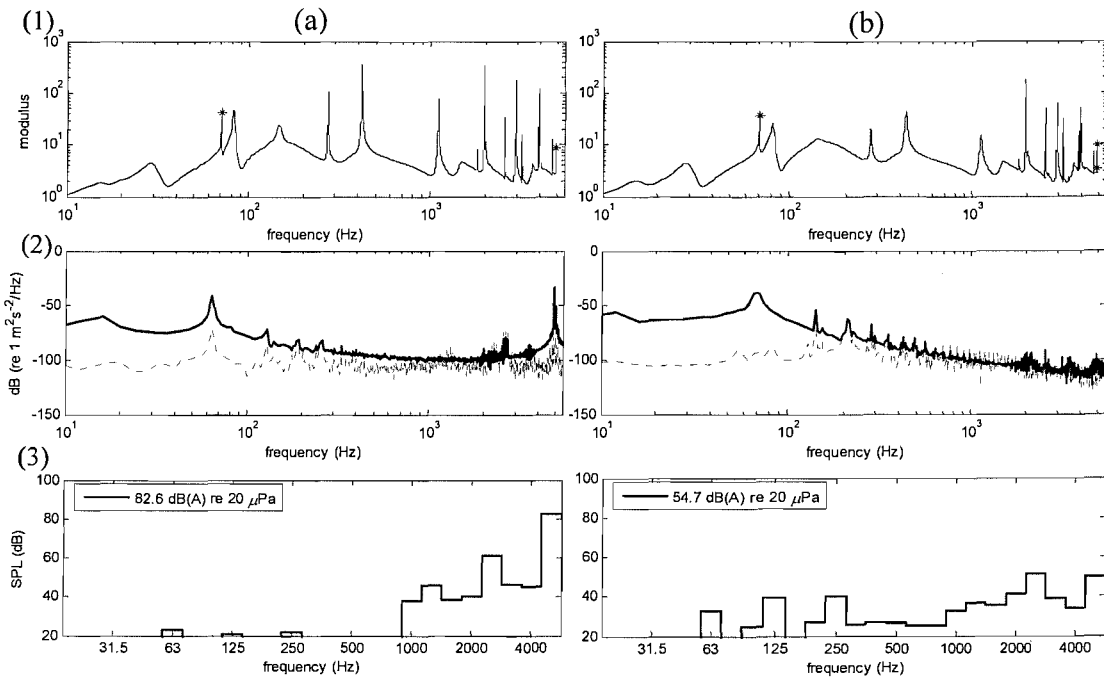 (1) (a) (b)
10^4
10^3
10^2
10^1
10^0
modulus
10^1 10^2 10^3
frequency (Hz)
10^4
10^3
10^2
10^1
10^0
10^1 10^2 10^3
frequency (Hz)
(2)
0
-50
-100
-150
dB (re 1 m²s⁻²/Hz)
10^1 10^2 10^3
frequency (Hz)
0
-50
-100
-150
10^1 10^2 10^3
frequency (Hz)
(3)
100
80
60
40
20
SPL (dB)
82.6 dB(A) re 20 μPa
31.5 63 125 250 500 1000 2000 4000
frequency (Hz)
100
80
60
40
20
54.7 dB(A) re 20 μPa
31.5 63 125 250 500 1000 2000 4000
frequency (Hz)